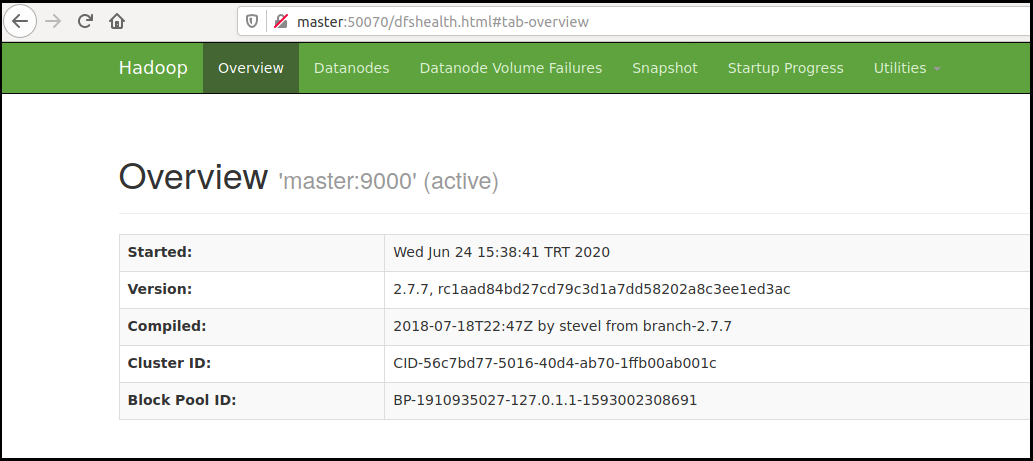 master:50070/dfshealth.html#tab-overview
Hadoop Overview Datanodes Datanode Volume Failures Snapshot Startup Progress Utilities
Overview 'master:9000' (active)
Started: Wed Jun 24 15:38:41 TRT 2020
Version: 2.7.7, rc1aad84bd27cd79c3d1a7dd58202a8c3ee1ed3ac
Compiled: 2018-07-18T22:47Z by stevel from branch-2.7.7
Cluster ID: CID-56c7bd77-5016-40d4-ab70-1ffb00ab001c
Block Pool ID: BP-1910935027-127.0.1.1-1593002308691